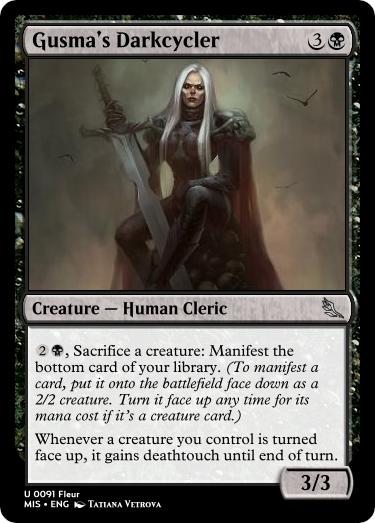 Gusma's Darkcycler
3
Creature — Human Cleric
2 , Sacrifice a creature: Manifest the
bottom card of your library. (To manifest a
card, put it onto the battlefield face down as a
2/2 creature. Turn it face up any time for its
mana cost if it's a creature card.)
Whenever a creature you control is turned
face up, it gains deathtouch until end of turn.
3/3
U 0091 Fleur
MIS • ENG Tatiana Vetrova